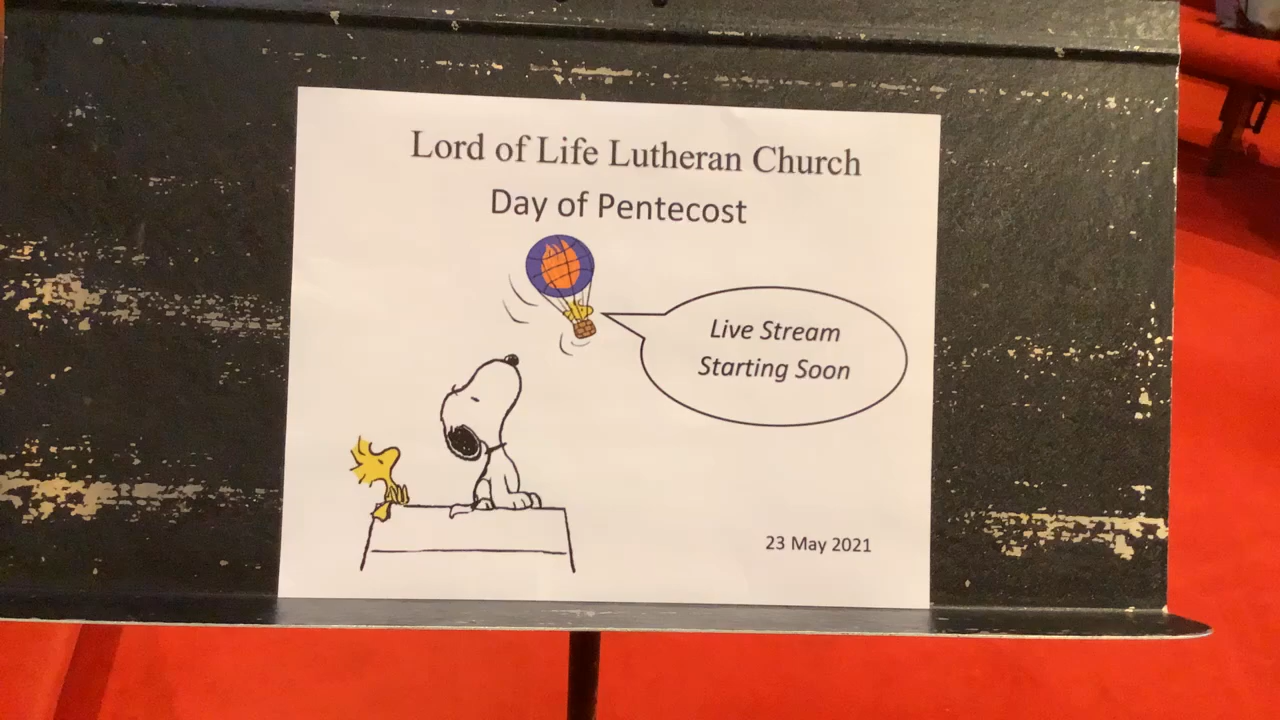 Lord of Life Lutheran Church
Day of Pentecost
Live Stream
Starting Soon
23 May 2021